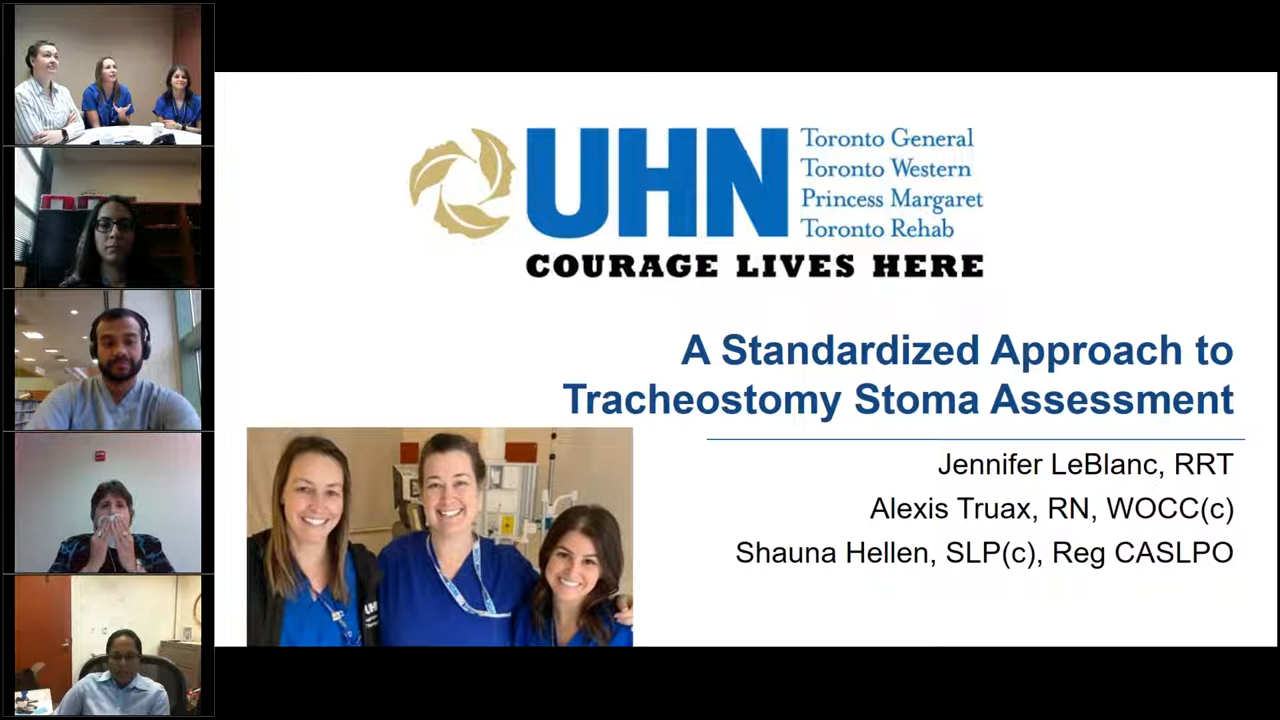 UHN
Toronto General
Toronto Western
Princess Margaret
Toronto Rehab
COURAGE LIVES HERE
A Standardized Approach to
Tracheostomy Stoma Assessment
Jennifer LeBlanc, RRT
Alexis Truax, RN, WOCC(c)
Shauna Hellen, SLP(c), Reg CASLPO
UHN